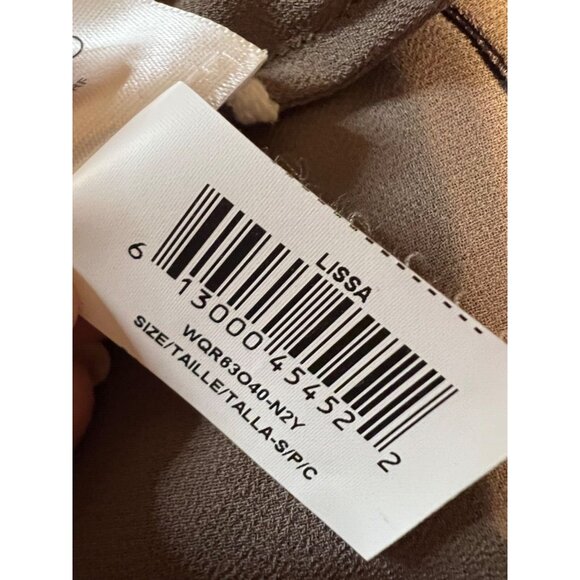 LISSA
6 13000 45452 2
WQR63O40-N2Y
SIZE/TAILLE/TALLA-S/P/C